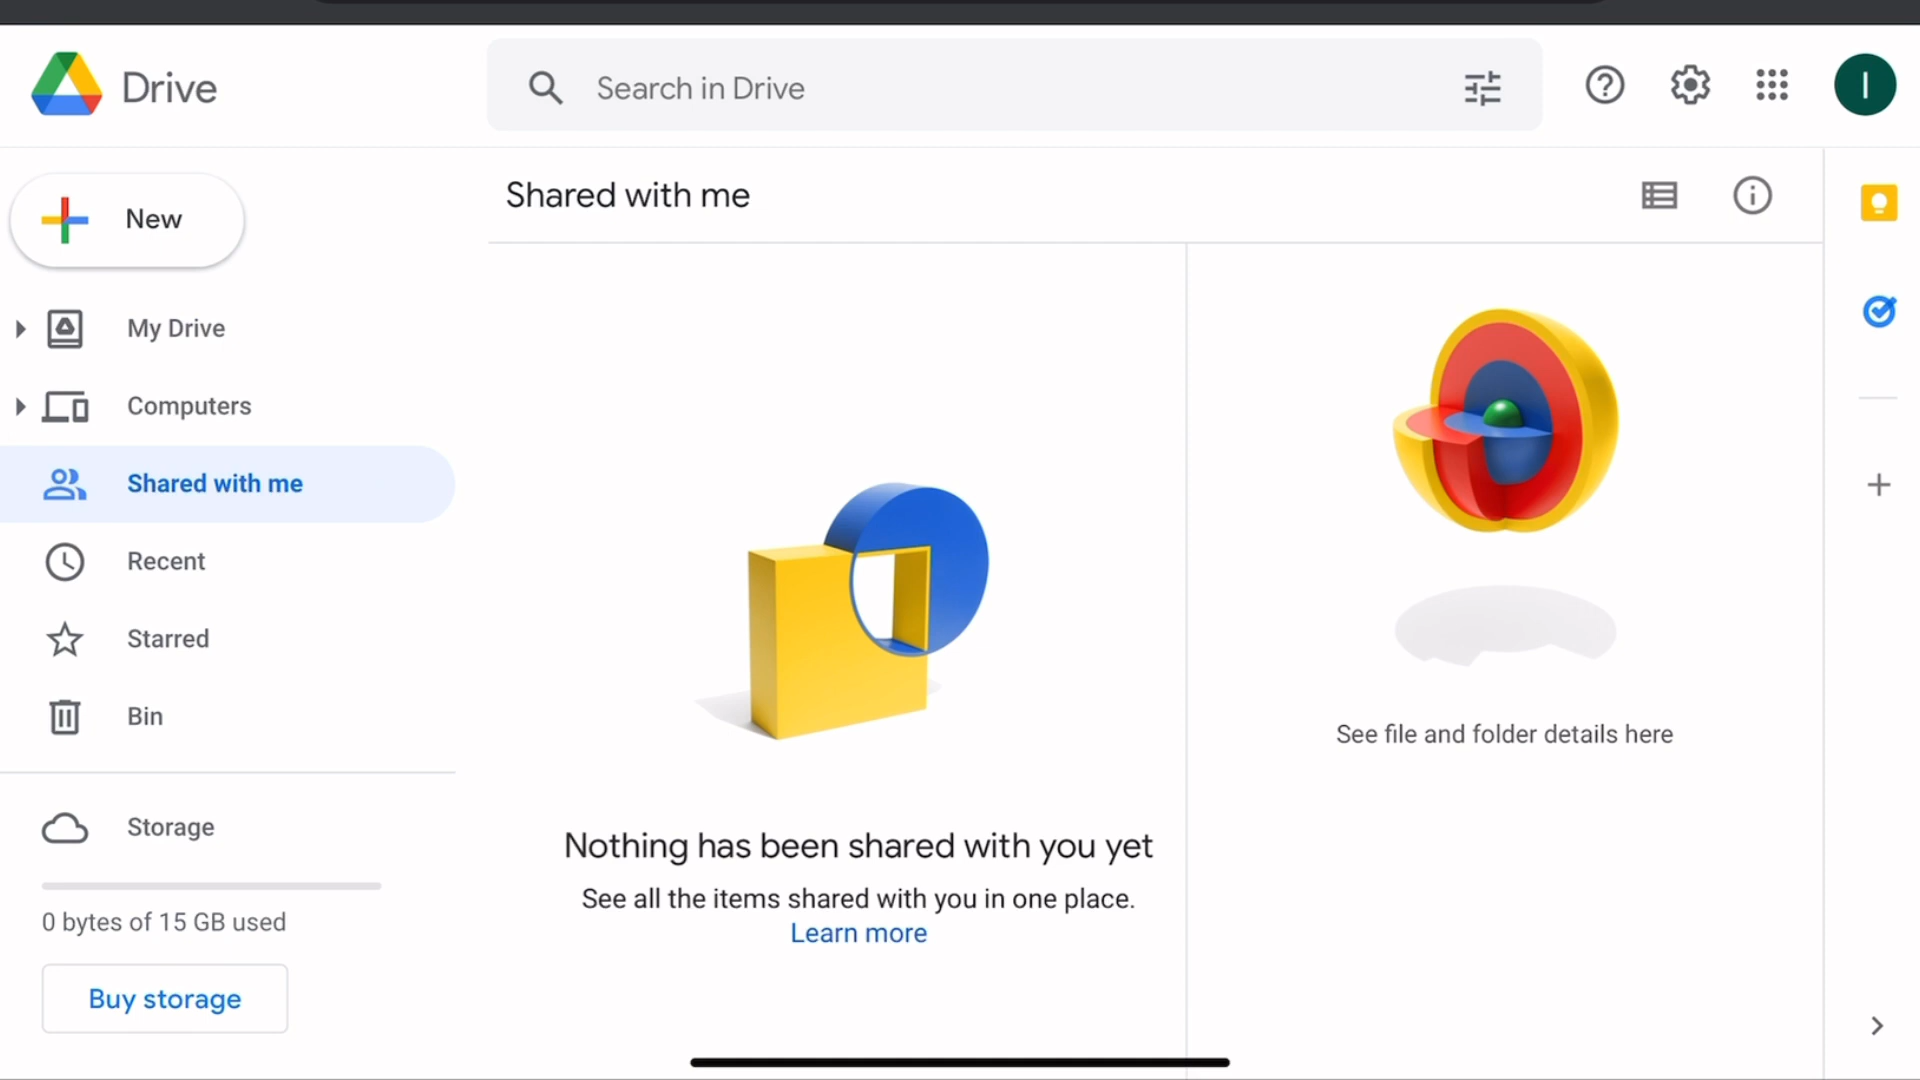 Drive
Search in Drive
I
New
Shared with me
My Drive
Computers
Shared with me
Recent
Starred
Bin
Storage
0 bytes of 15 GB used
Buy storage
Nothing has been shared with you yet
See all the items shared with you in one place.
Learn more
See file and folder details here